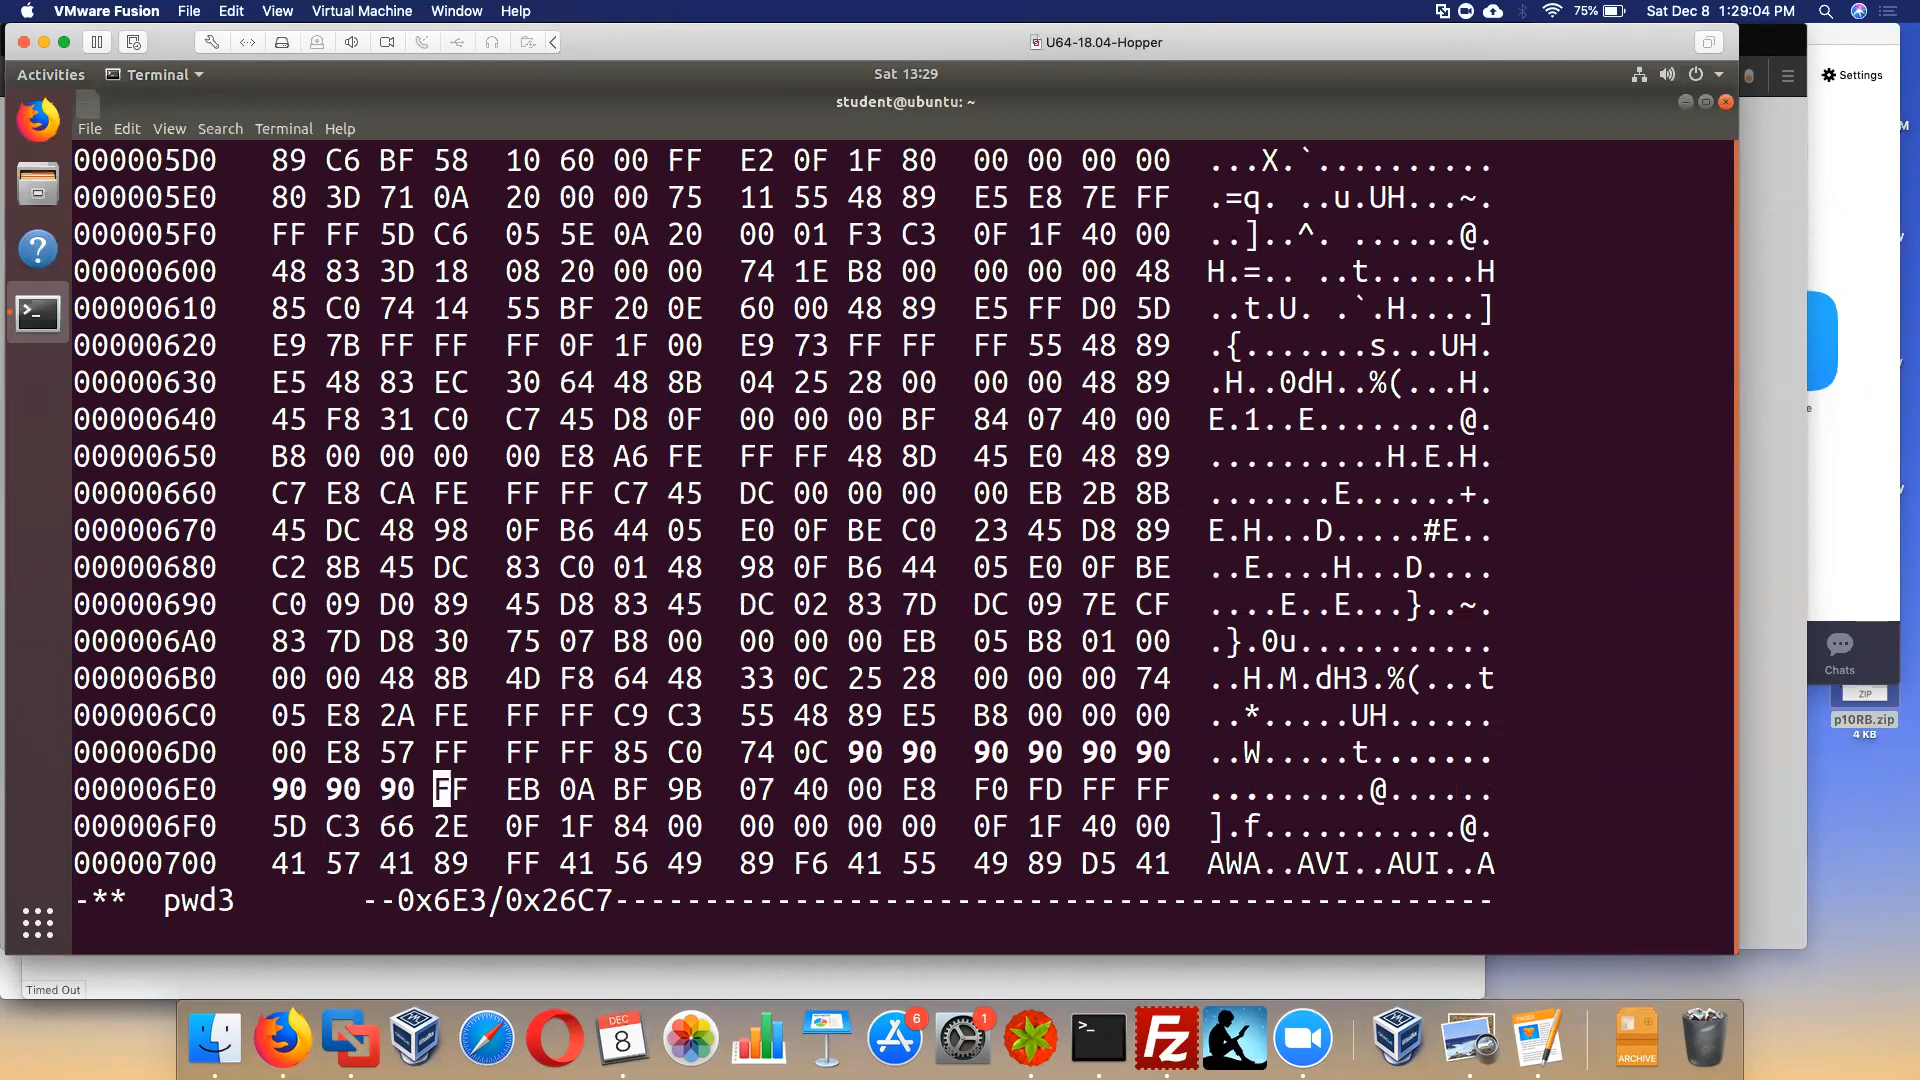 VMware Fusion File Edit View Virtual Machine Window Help 75% Sat Dec 8 1:29:04 PM
U64-18.04-Hopper
Activities Terminal Sat 13:29
Settings
student@ubuntu: ~
File Edit View Search Terminal Help
000005D0 89 C6 BF 58 10 60 00 FF E2 0F 1F 80 00 00 00 00 ...X.`..........
000005E0 80 3D 71 0A 20 00 00 75 11 55 48 89 E5 E8 7E FF .=q. ..u.UH...~.
000005F0 FF FF 5D C6 05 5E 0A 20 00 01 F3 C3 0F 1F 40 00 ..]..^. ......@.
00000600 48 83 3D 18 08 20 00 00 74 1E B8 00 00 00 00 48 H.=.. ..t......H
00000610 85 C0 74 14 55 BF 20 0E 60 00 48 89 E5 FF D0 5D ..t.U. .`.H....]
00000620 E9 7B FF FF FF 0F 1F 00 E9 73 FF FF FF 55 48 89 .{.......s...UH.
00000630 E5 48 83 EC 30 64 48 8B 04 25 28 00 00 00 48 89 .H..0dH..%(...H.
00000640 45 F8 31 C0 C7 45 D8 0F 00 00 00 BF 84 07 40 00 E.1..E........@.
00000650 B8 00 00 00 00 E8 A6 FE FF FF 48 8D 45 E0 48 89 ..........H.E.H.
00000660 C7 E8 CA FE FF FF C7 45 DC 00 00 00 00 EB 2B 8B .......E......+.
00000670 45 DC 48 98 0F B6 44 05 E0 0F BE C0 23 45 D8 89 E.H...D.....#E..
00000680 C2 8B 45 DC 83 C0 01 48 98 0F B6 44 05 E0 0F BE ..E....H...D....
00000690 C0 09 D0 89 45 D8 83 45 DC 02 83 7D DC 09 7E CF ....E..E...}..~.
000006A0 83 7D D8 30 75 07 B8 00 00 00 00 EB 05 B8 01 00 .}.0u...........
000006B0 00 00 48 8B 4D F8 64 48 33 0C 25 28 00 00 00 74 ..H.M.dH3.%(...t
000006C0 05 E8 2A FE FF FF C9 C3 55 48 89 E5 B8 00 00 00 ..*.....UH......
000006D0 00 E8 57 FF FF FF 85 C0 74 0C 90 90 90 90 90 90 ..W.....t.......
000006E0 90 90 90 FF EB 0A BF 9B 07 40 00 E8 F0 FD FF FF .........@......
000006F0 5D C3 66 2E 0F 1F 84 00 00 00 00 00 0F 1F 40 00 ].f...........@.
00000700 41 57 41 89 FF 41 56 49 89 F6 41 55 49 89 D5 41 AWA..AVI..AUI..A
-** pwd3 --0x6E3/0x26C7-------------------------------------------------
Chats
ZIP
p10RB.zip
4 KB
Timed Out
DEC
8
6
1
ARCHIVE